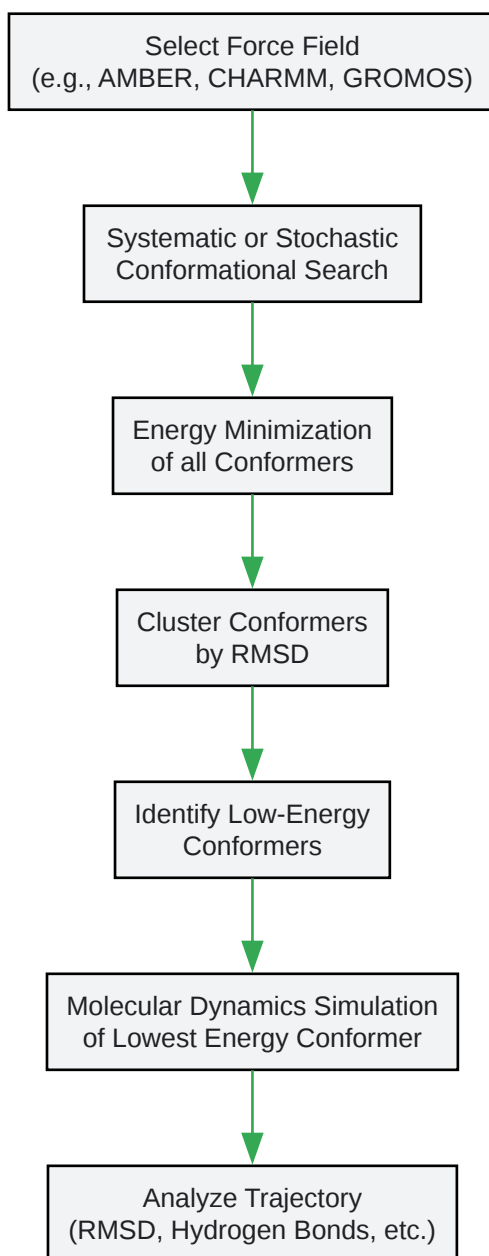 Select Force Field
(e.g., AMBER, CHARMM, GROMOS)
Systematic or Stochastic
Conformational Search
Energy Minimization
of all Conformers
Cluster Conformers
by RMSD
Identify Low-Energy
Conformers
Molecular Dynamics Simulation
of Lowest Energy Conformer
Analyze Trajectory
(RMSD, Hydrogen Bonds, etc.)